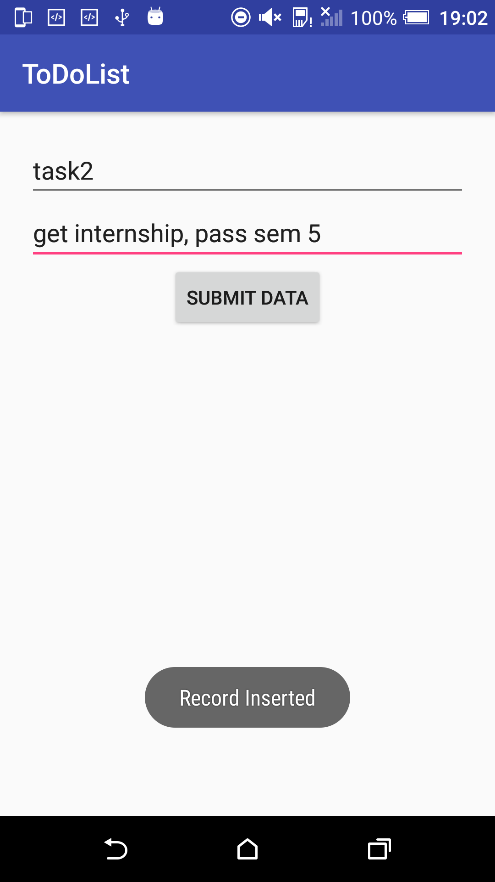 100% 19:02
ToDoList
task2
get internship, pass sem 5
SUBMIT DATA
Record Inserted